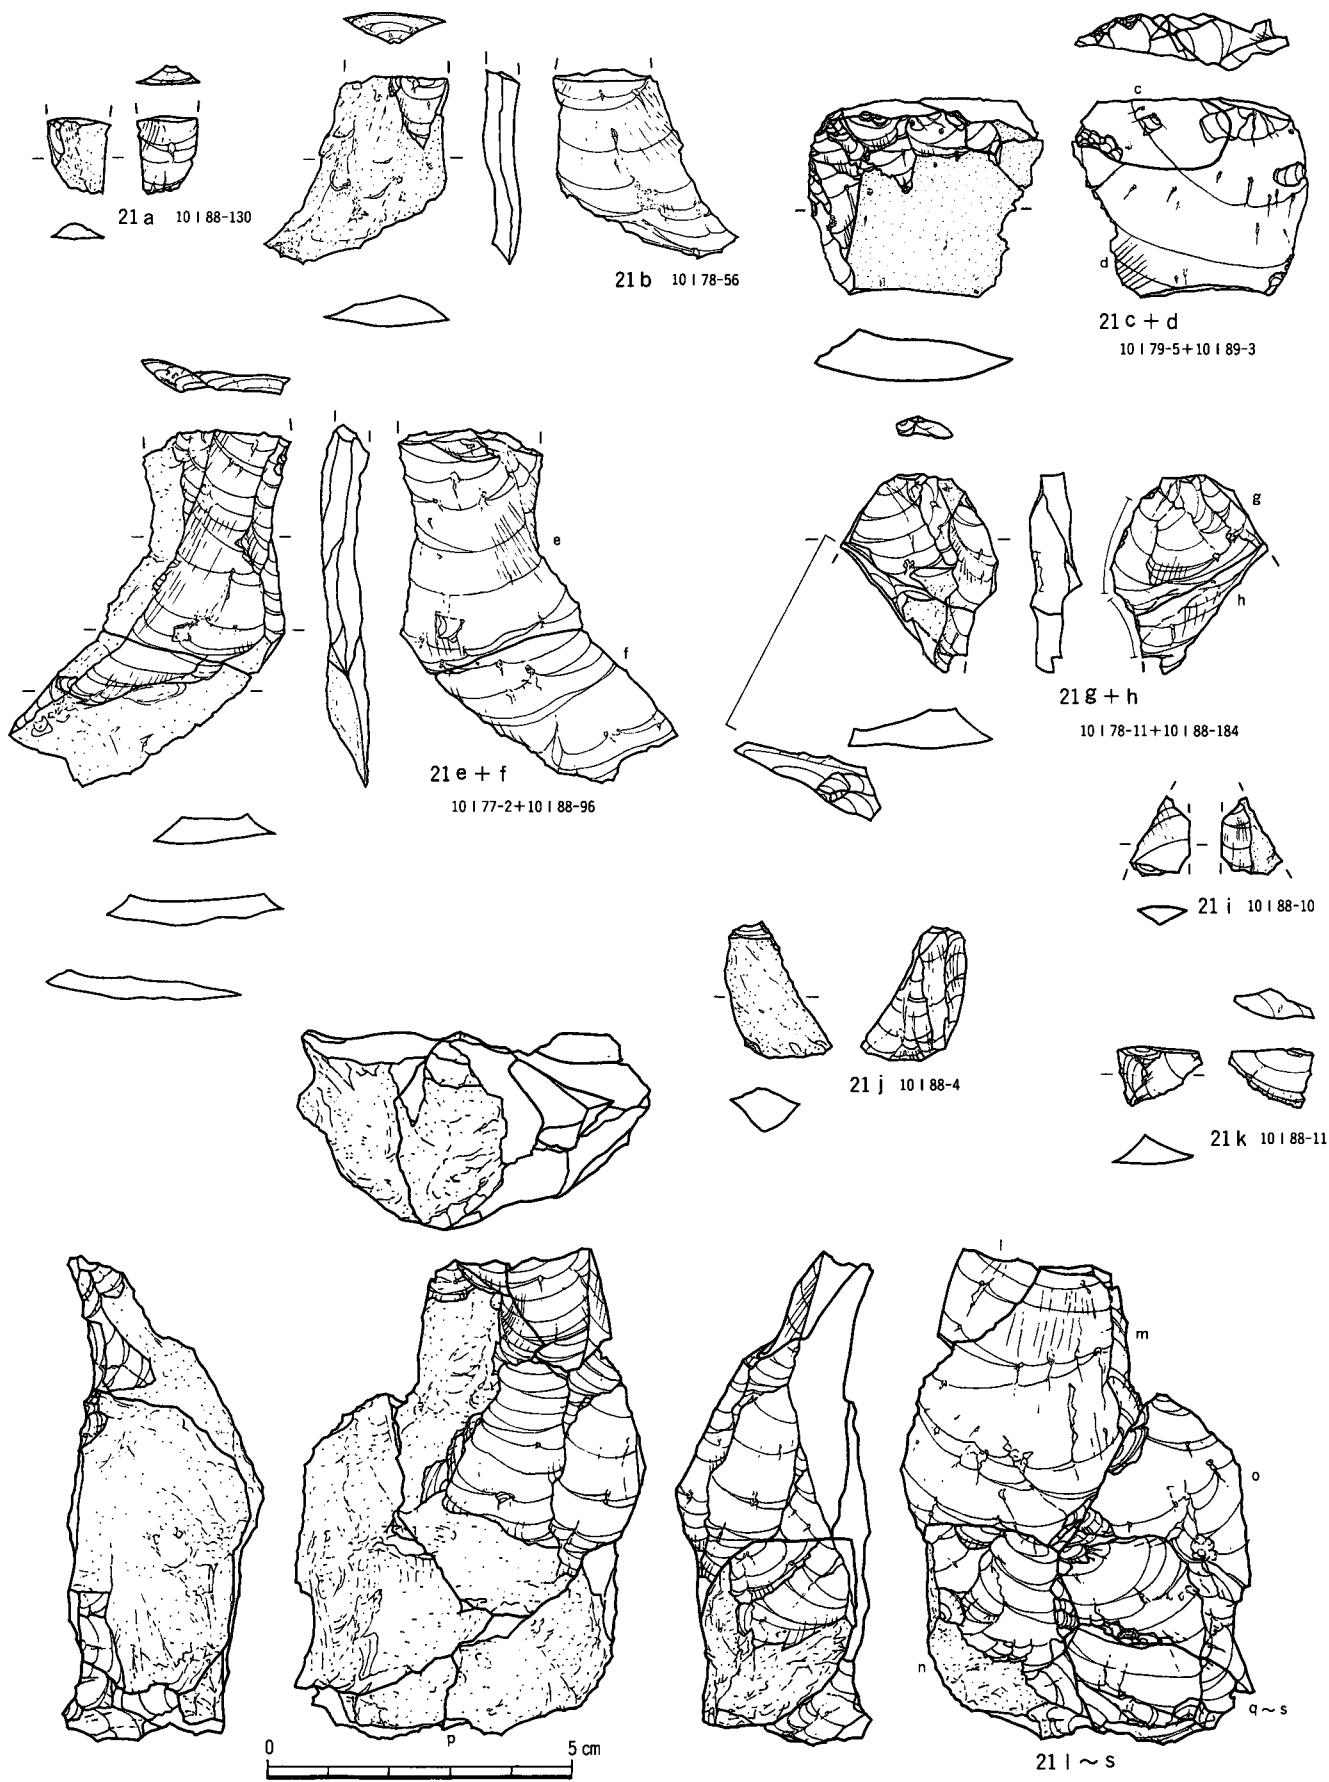 21 a 10 I 88-130
21 b 10 I 78-56
c
d
21 c + d
10 I 79-5+10 I 89-3
e
f
21 e + f
10 I 77-2+10 I 88-96
g
h
21 g + h
10 I 78-11+10 I 88-184
21 i 10 I 88-10
21 j 10 I 88-4
21 k 10 I 88-11
l
m
o
n
q~s
p
0 5 cm
21 l ~ s